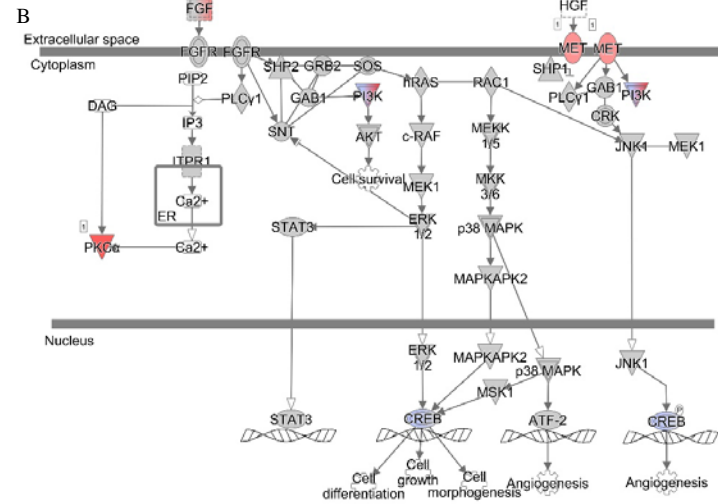 B
FGF
HGF
1
1
Extracellular space
FGFR
FGFR
MET
MET
Cytoplasm
SHP2
GRB2
SOS
SHP1
PIP2
hRAS
RAC1
DAG
PLCγ1
GAB1
PI3K
PLCγ1
GAB1
PI3K
IP3
SNT
AKT
c-RAF
MEKK
1/5
CRK
ITPR1
JNK1
MEK1
Cell survival
MEK1
MKK
3/6
Ca2+
ER
1
STAT3
ERK
1/2
p38 MAPK
PKCα
Ca2+
MAPKAPK2
Nucleus
ERK
1/2
MAPKAPK2
p38 MAPK
JNK1
MSK1
P
STAT3
CREB
ATF-2
CREB
Cell
differentiation
Cell
growth
Cell
morphogenesis
Angiogenesis
Angiogenesis